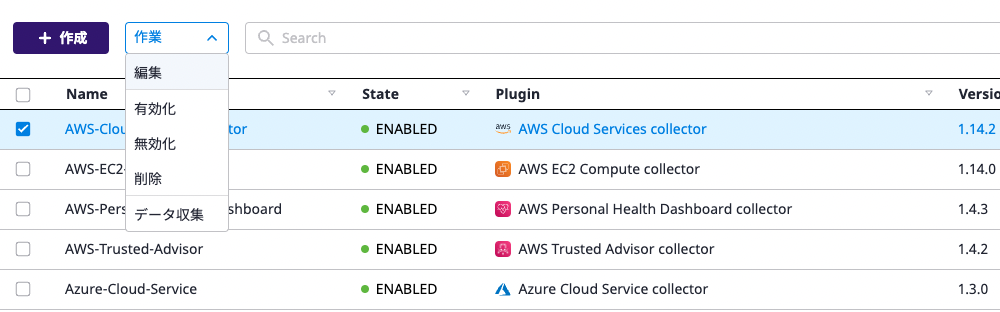 作成 作業 Search
編集
Name State Plugin Versio
有効化
AWS-Clou tor ENABLED aws AWS Cloud Services collector 1.14.2
無効化
AWS-EC2- ENABLED AWS EC2 Compute collector 1.14.0
削除
AWS-Pers shboard ENABLED AWS Personal Health Dashboard collector 1.4.3
データ収集
AWS-Trusted-Advisor ENABLED AWS Trusted Advisor collector 1.4.2
Azure-Cloud-Service ENABLED Azure Cloud Service collector 1.3.0